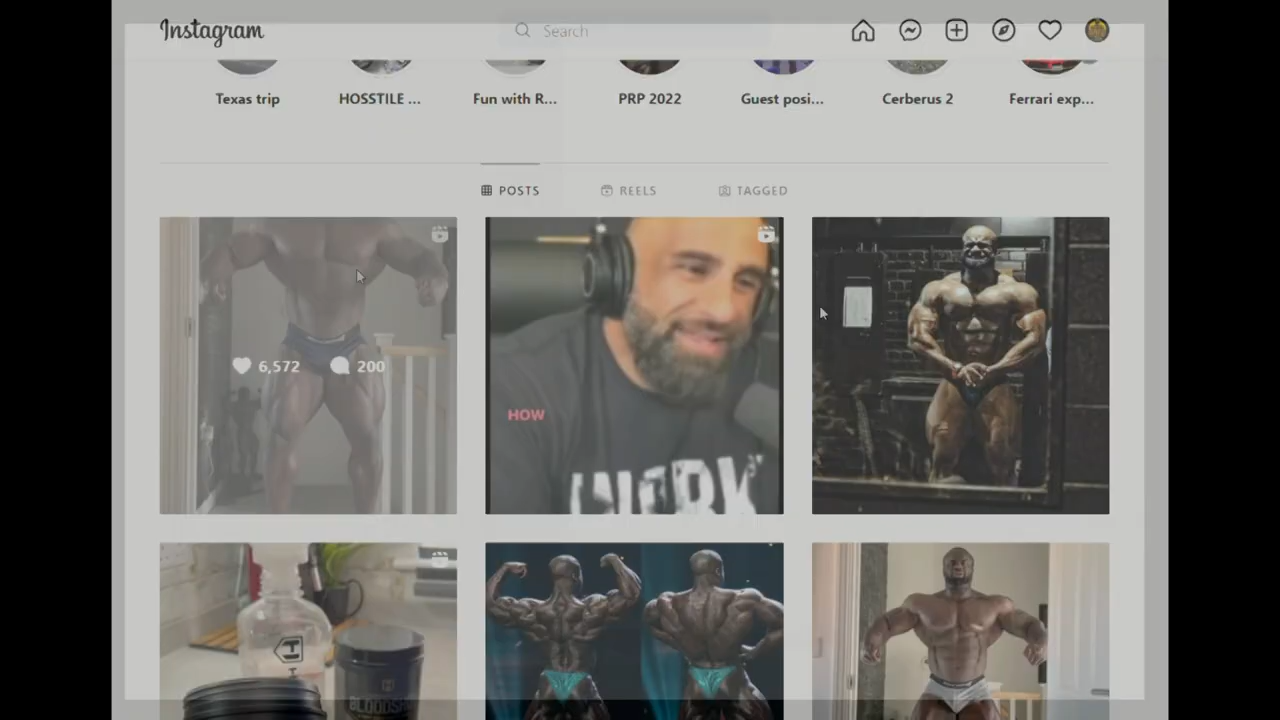 Instagram
Search
Texas trip
HOSSTILE ...
Fun with R...
PRP 2022
Guest posi...
Cerberus 2
Ferrari exp...
POSTS
REELS
TAGGED
6,572
200
HOW